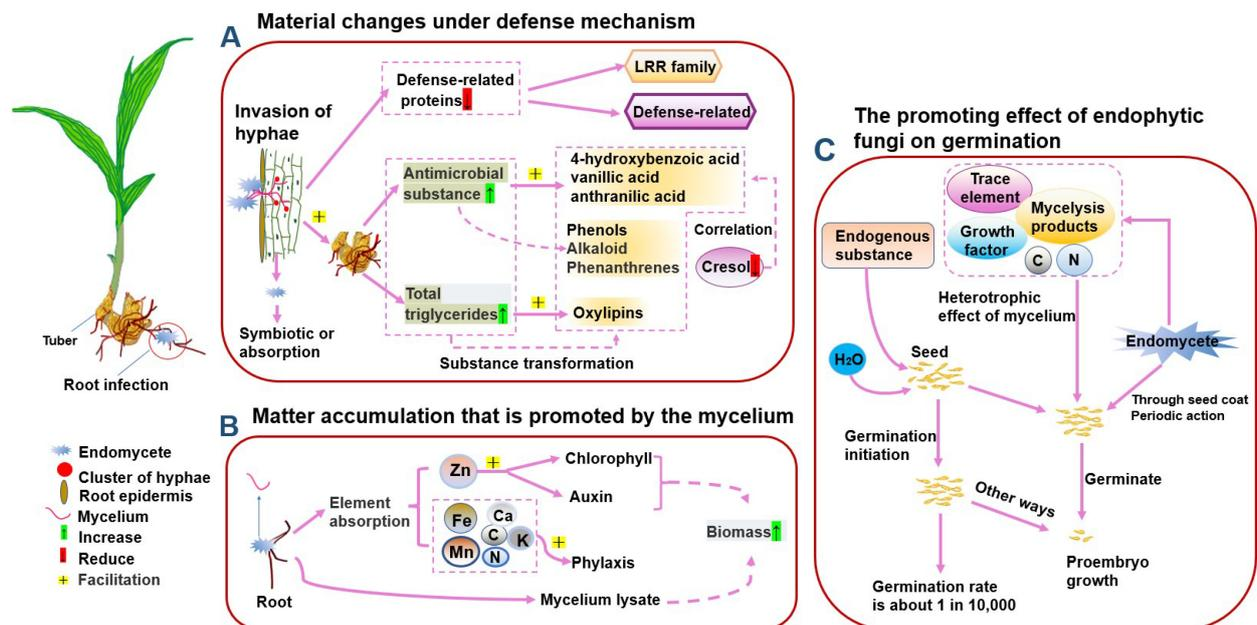 A
Material changes under defense mechanism
Invasion of
hyphae
Defense-related
proteins↓
LRR family
Defense-related
Antimicrobial
substance ↑
+
4-hydroxybenzoic acid
vanillic acid
anthranilic acid
+
Phenols
Alkaloid
Phenanthrenes
Correlation
Cresol↓
Total
triglycerides↑
+
Oxylipins
Symbiotic or
absorption
Substance transformation
Tuber
Root infection
Endomycete
Cluster of hyphae
Root epidermis
Mycelium
↑ Increase
↓ Reduce
+ Facilitation
B
Matter accumulation that is promoted by the mycelium
Element
absorption
Zn
+
Chlorophyll
Auxin
Fe
Ca
C
K
Mn
N
+
Phylaxis
Biomass↑
Mycelium lysate
Root
C
The promoting effect of endophytic
fungi on germination
Endogenous
substance
Trace
element
Mycelysis
products
Growth
factor
C
N
Heterotrophic
effect of mycelium
Endomycete
H2O
Seed
Through seed coat
Periodic action
Germination
initiation
Germinate
Other ways
Proembryo
growth
Germination rate
is about 1 in 10,000